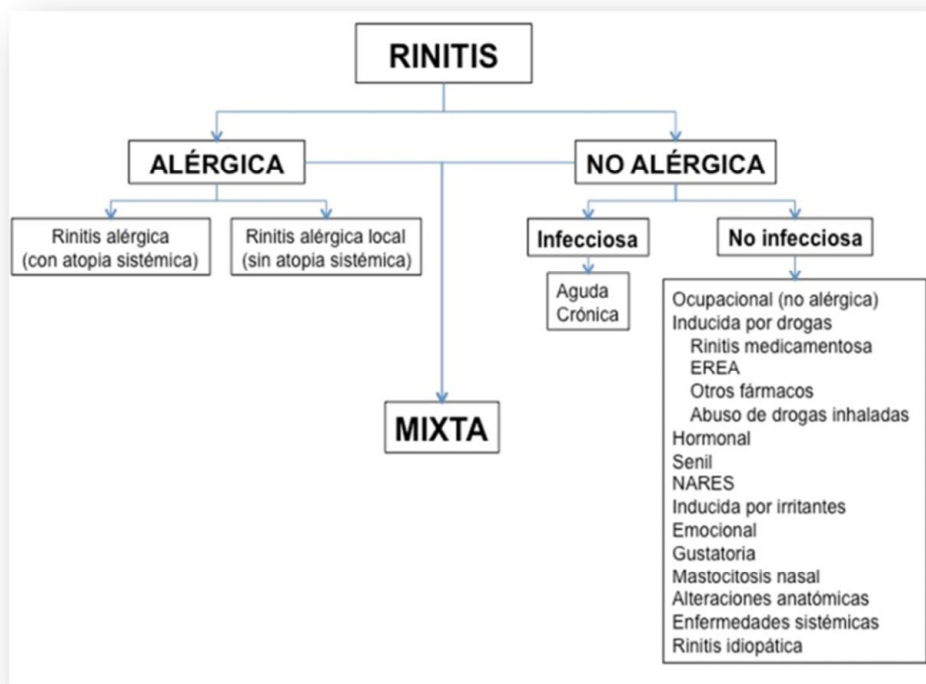 RINITIS
ALÉRGICA
NO ALÉRGICA
Rinitis alérgica
(con atopia sistémica)
Rinitis alérgica local
(sin atopia sistémica)
Infecciosa
No infecciosa
Aguda
Crónica
Ocupacional (no alérgica)
Inducida por drogas
Rinitis medicamentosa
EREA
Otros fármacos
Abuso de drogas inhaladas
Hormonal
Senil
NARES
Inducida por irritantes
Emocional
Gustatoria
Mastocitosis nasal
Alteraciones anatómicas
Enfermedades sistémicas
Rinitis idiopática
MIXTA